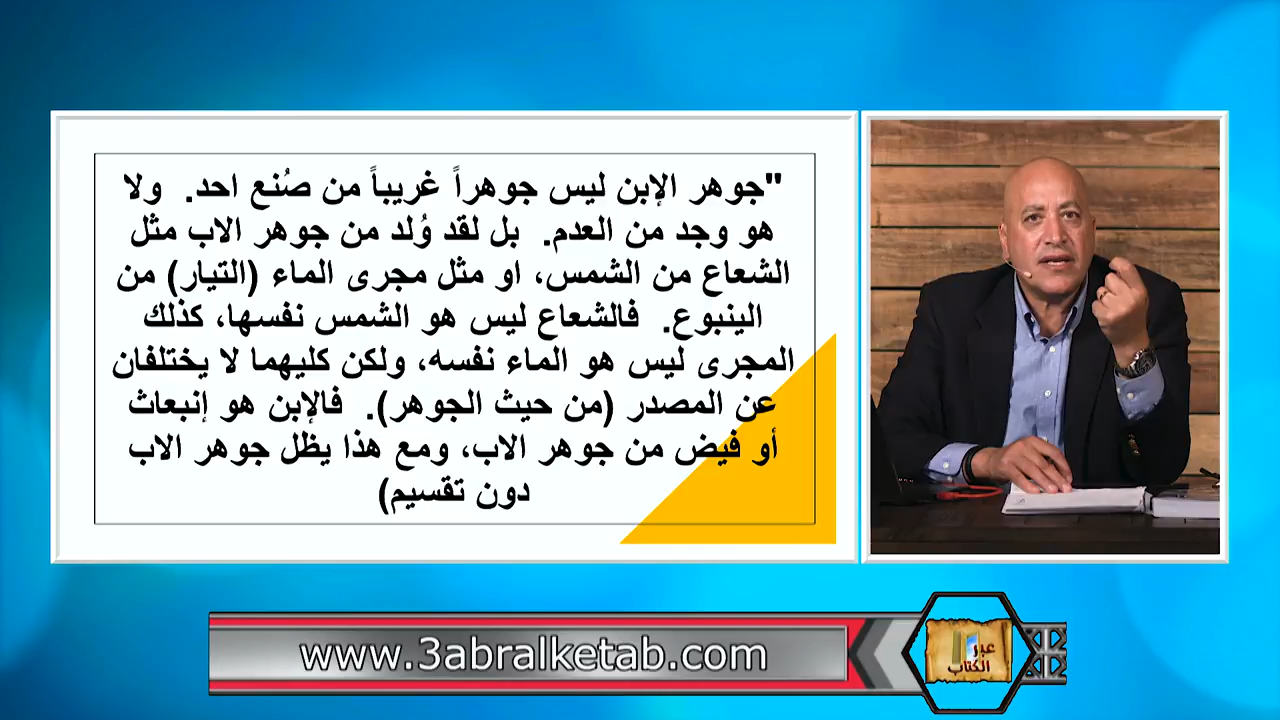 "جوهر الإبن ليس جوهراً غريباً من صُنع احد. ولا
هو وجد من العدم. بل لقد وُلد من جوهر الاب مثل
الشعاع من الشمس، او مثل مجرى الماء (التيار) من
الينبوع. فالشعاع ليس هو الشمس نفسها، كذلك
المجرى ليس هو الماء نفسه، ولكن كليهما لا يختلفان
عن المصدر (من حيث الجوهر). فالإبن هو إنبعاث
أو فيض من جوهر الاب، ومع هذا يظل جوهر الاب
دون تقسيم)
www.3abralketab.com
عبر
الكتاب